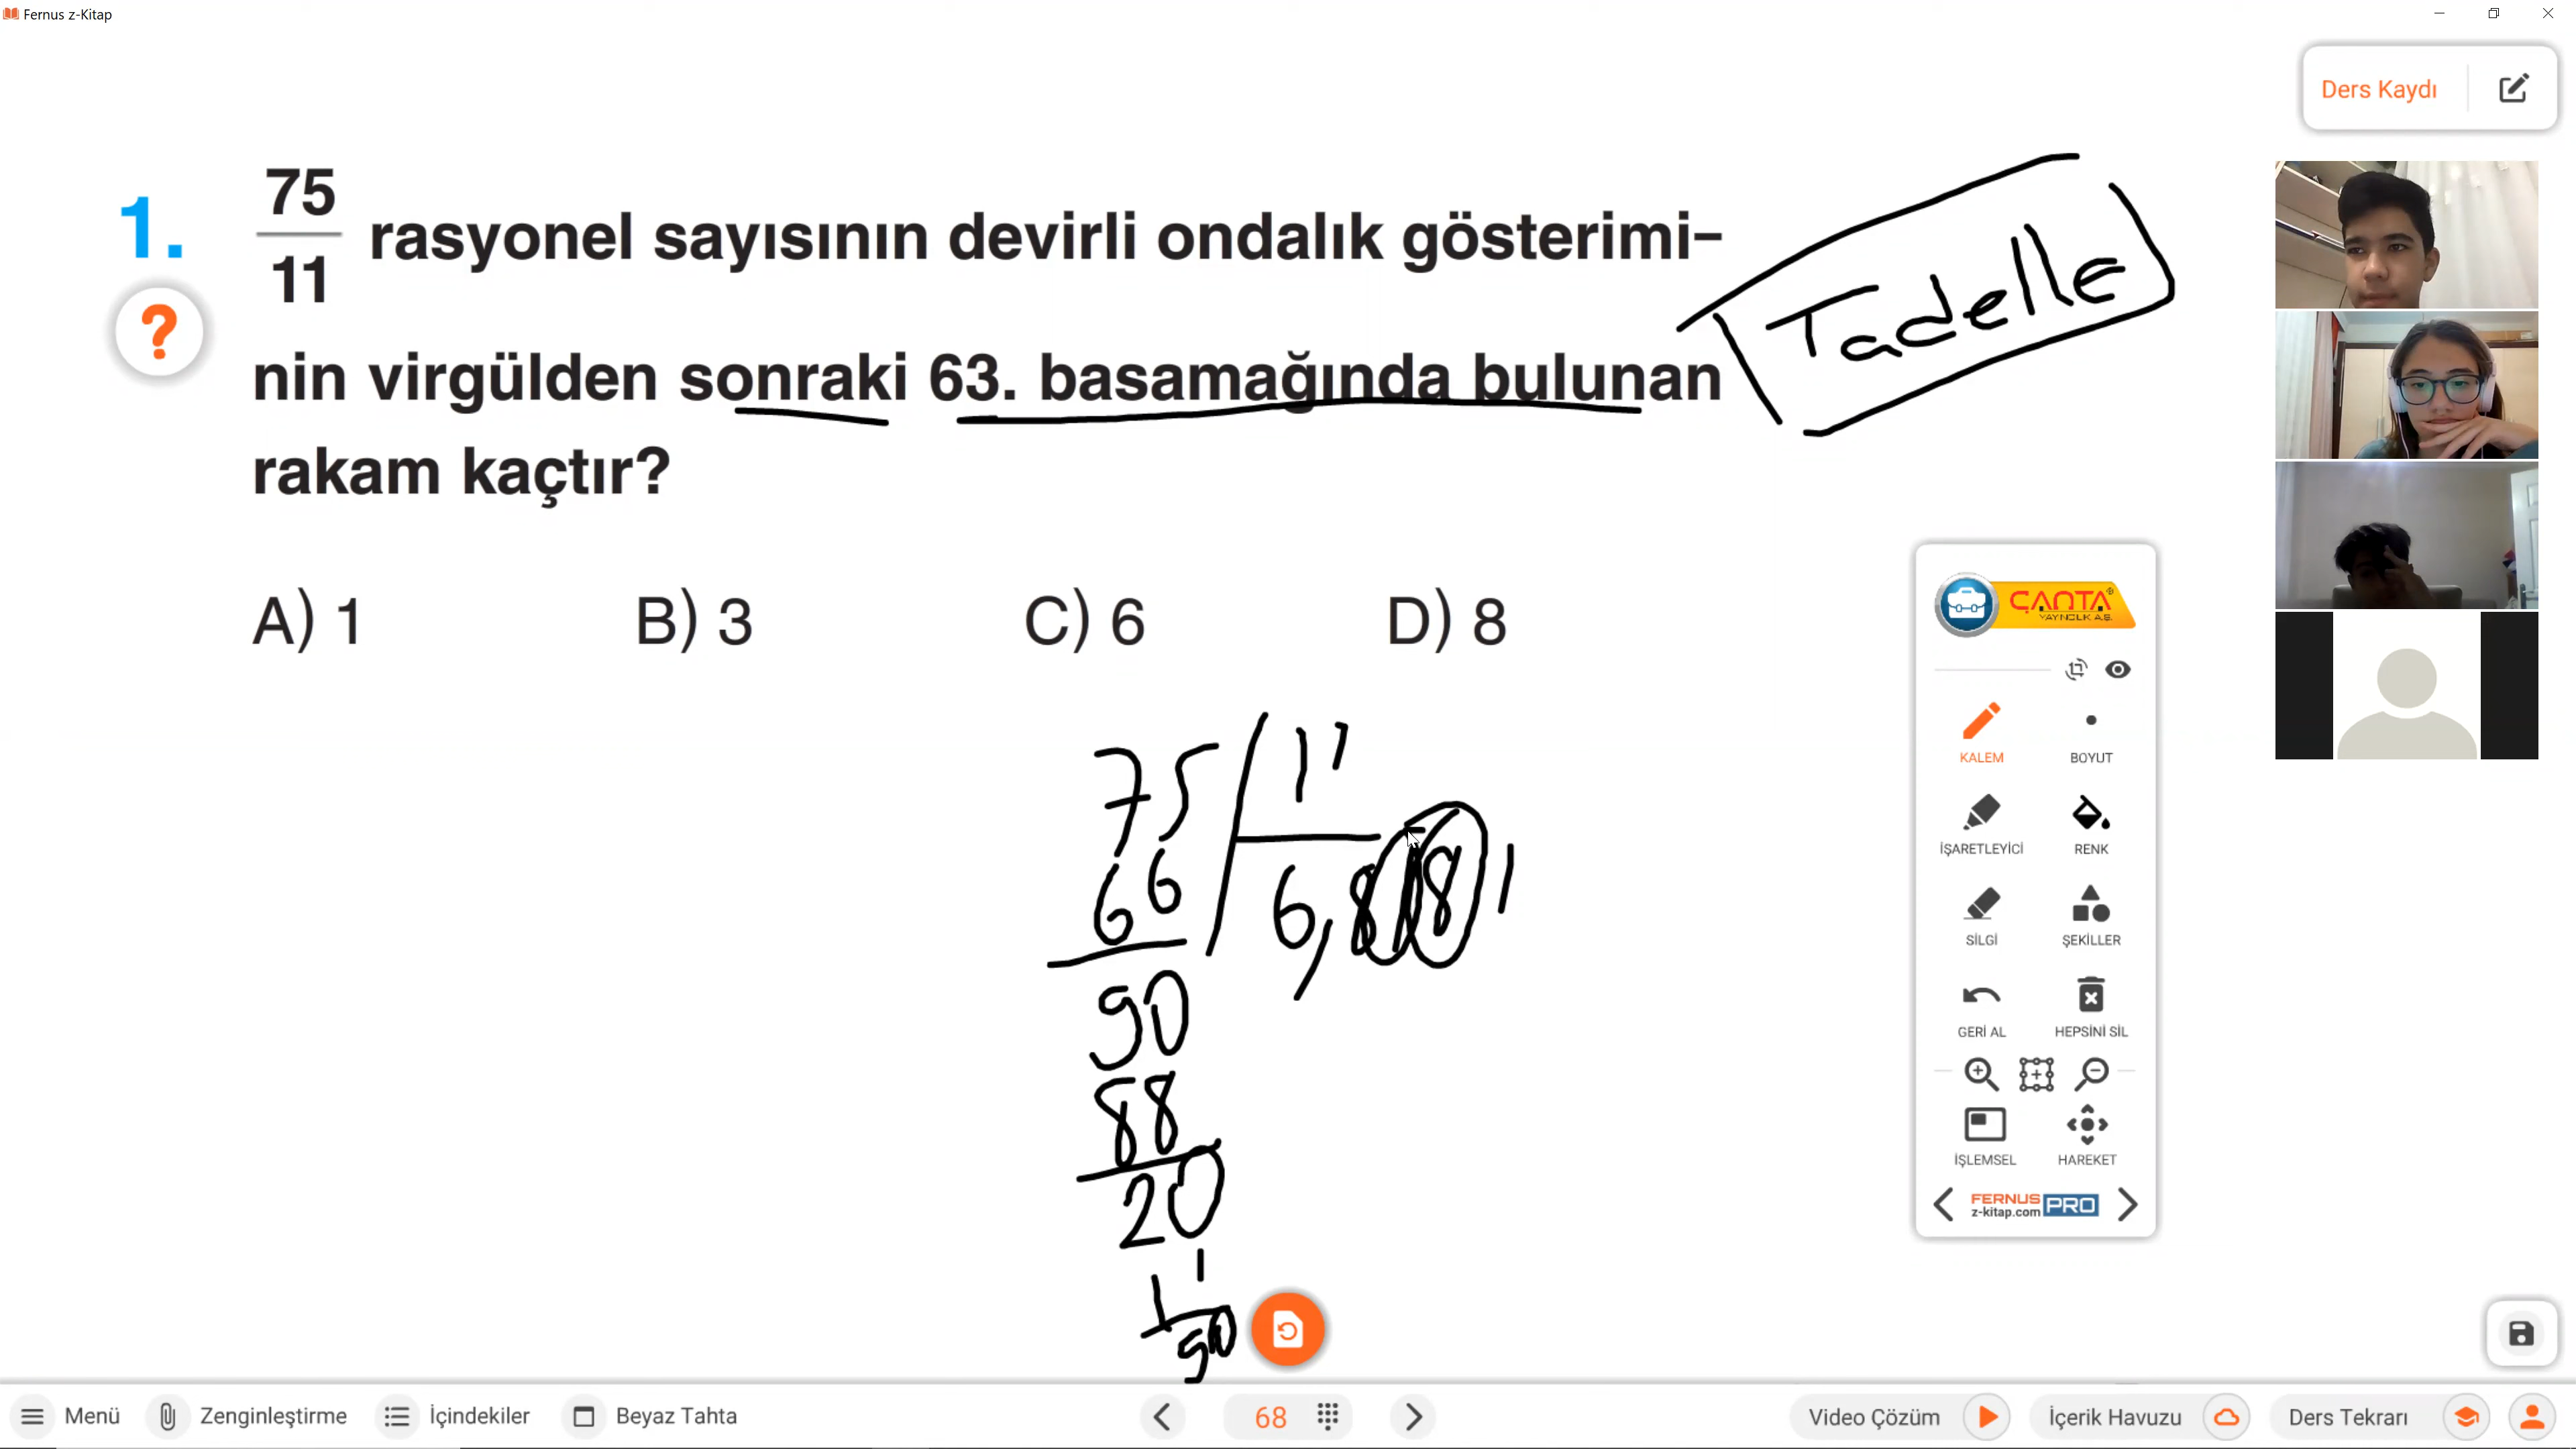 Fernus z-Kitap
Ders Kaydı
1. 75/11 rasyonel sayısının devirli ondalık gösterimi-
nin virgülden sonraki 63. basamağında bulunan
rakam kaçtır?
Tadelle
?
A) 1 B) 3 C) 6 D) 8
ÇANTA
YAYINCILIK A.Ş.
KALEM BOYUT
İŞARETLEYİCİ RENK
SİLGİ ŞEKİLLER
GERİ AL HEPSİNİ SİL
İŞLEMSEL HAREKET
FERNUS
z-kitap.com PRO
75 11
66 6,8181
90
88
20
11
90
Menü Zenginleştirme İçindekiler Beyaz Tahta 68 Video Çözüm İçerik Havuzu Ders Tekrarı